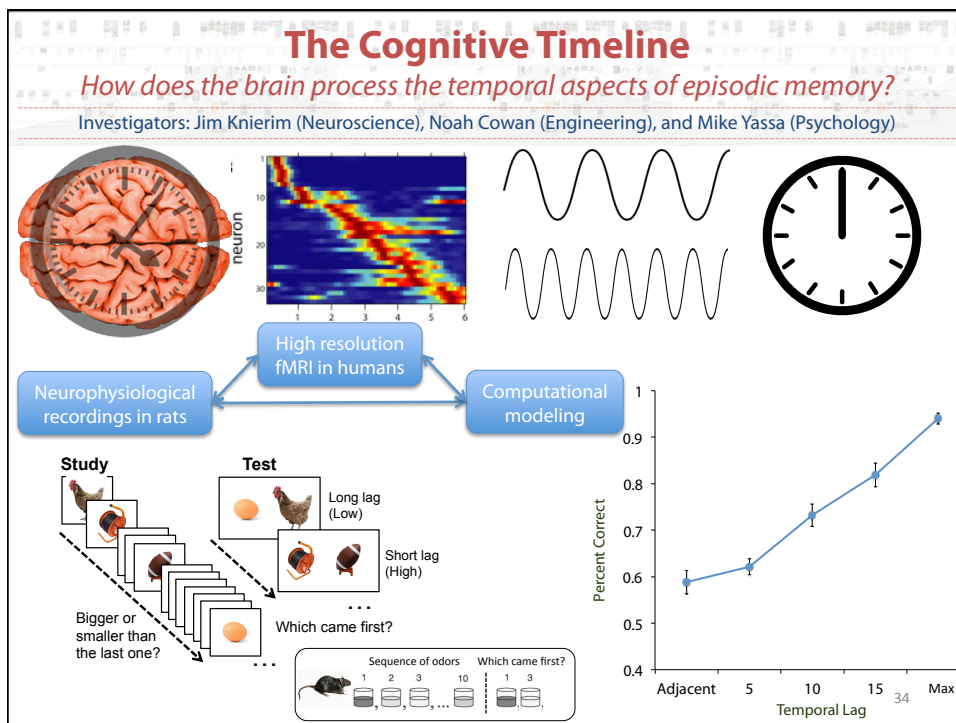 The Cognitive Timeline
How does the brain process the temporal aspects of episodic memory?
Investigators: Jim Knierim (Neuroscience), Noah Cowan (Engineering), and Mike Yassa (Psychology)
neuron
1
10
20
30
1 2 3 4 5 6
High resolution
fMRI in humans
Neurophysiological
recordings in rats
Computational
modeling
Study
Test
Long lag
(Low)
Short lag
(High)
. . .
Which came first?
Bigger or
smaller than
the last one?
. . .
Sequence of odors
Which came first?
1 2 3 10 1 3
, , , ... ,
Percent Correct
1
0.9
0.8
0.7
0.6
0.5
0.4
Adjacent 5 10 15 Max
Temporal Lag
34